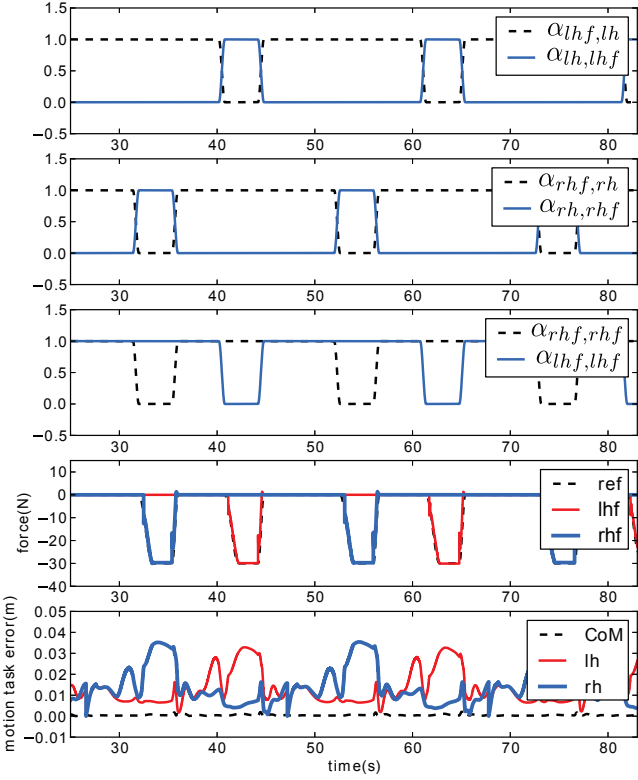 1.5
1.0
0.5
0.0
−0.5
α_{lhf,lh}
α_{lh,lhf}
30 40 50 60 70 80
1.5
1.0
0.5
0.0
−0.5
α_{rhf,rh}
α_{rh,rhf}
30 40 50 60 70 80
1.5
1.0
0.5
0.0
−0.5
α_{rhf,rhf}
α_{lhf,lhf}
30 40 50 60 70 80
force(N)
10
0
−10
−20
−30
−40
ref
lhf
rhf
30 40 50 60 70 80
motion task error(m)
0.05
0.04
0.03
0.02
0.01
0.00
−0.01
CoM
lh
rh
30 40 50 60 70 80
time(s)